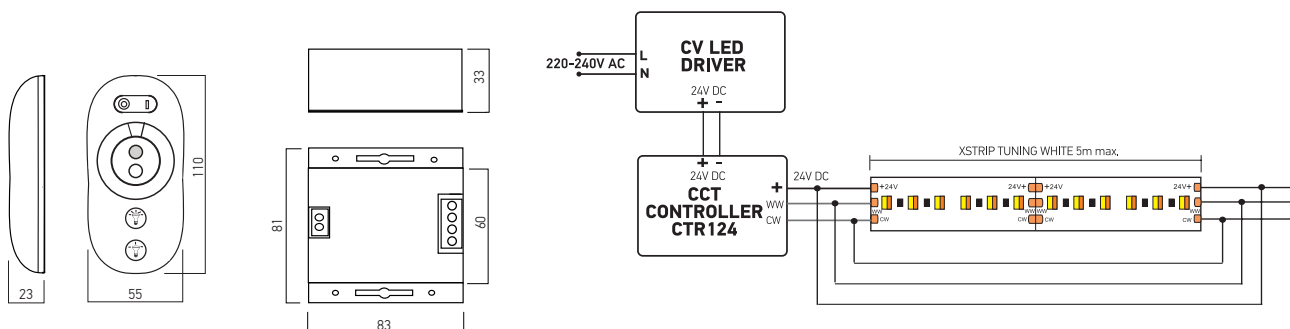 23
55
110
33
81
60
83
220-240V AC
L
N
CV LED
DRIVER
24V DC
+ -
+ -
24V DC
CCT
CONTROLLER
CTR124
+
WW
CW
24V DC
XSTRIP TUNING WHITE 5m max.
+24V
24V+
+24V
24V+
WW
WW
WW
WW
CW
CW
CW
CW